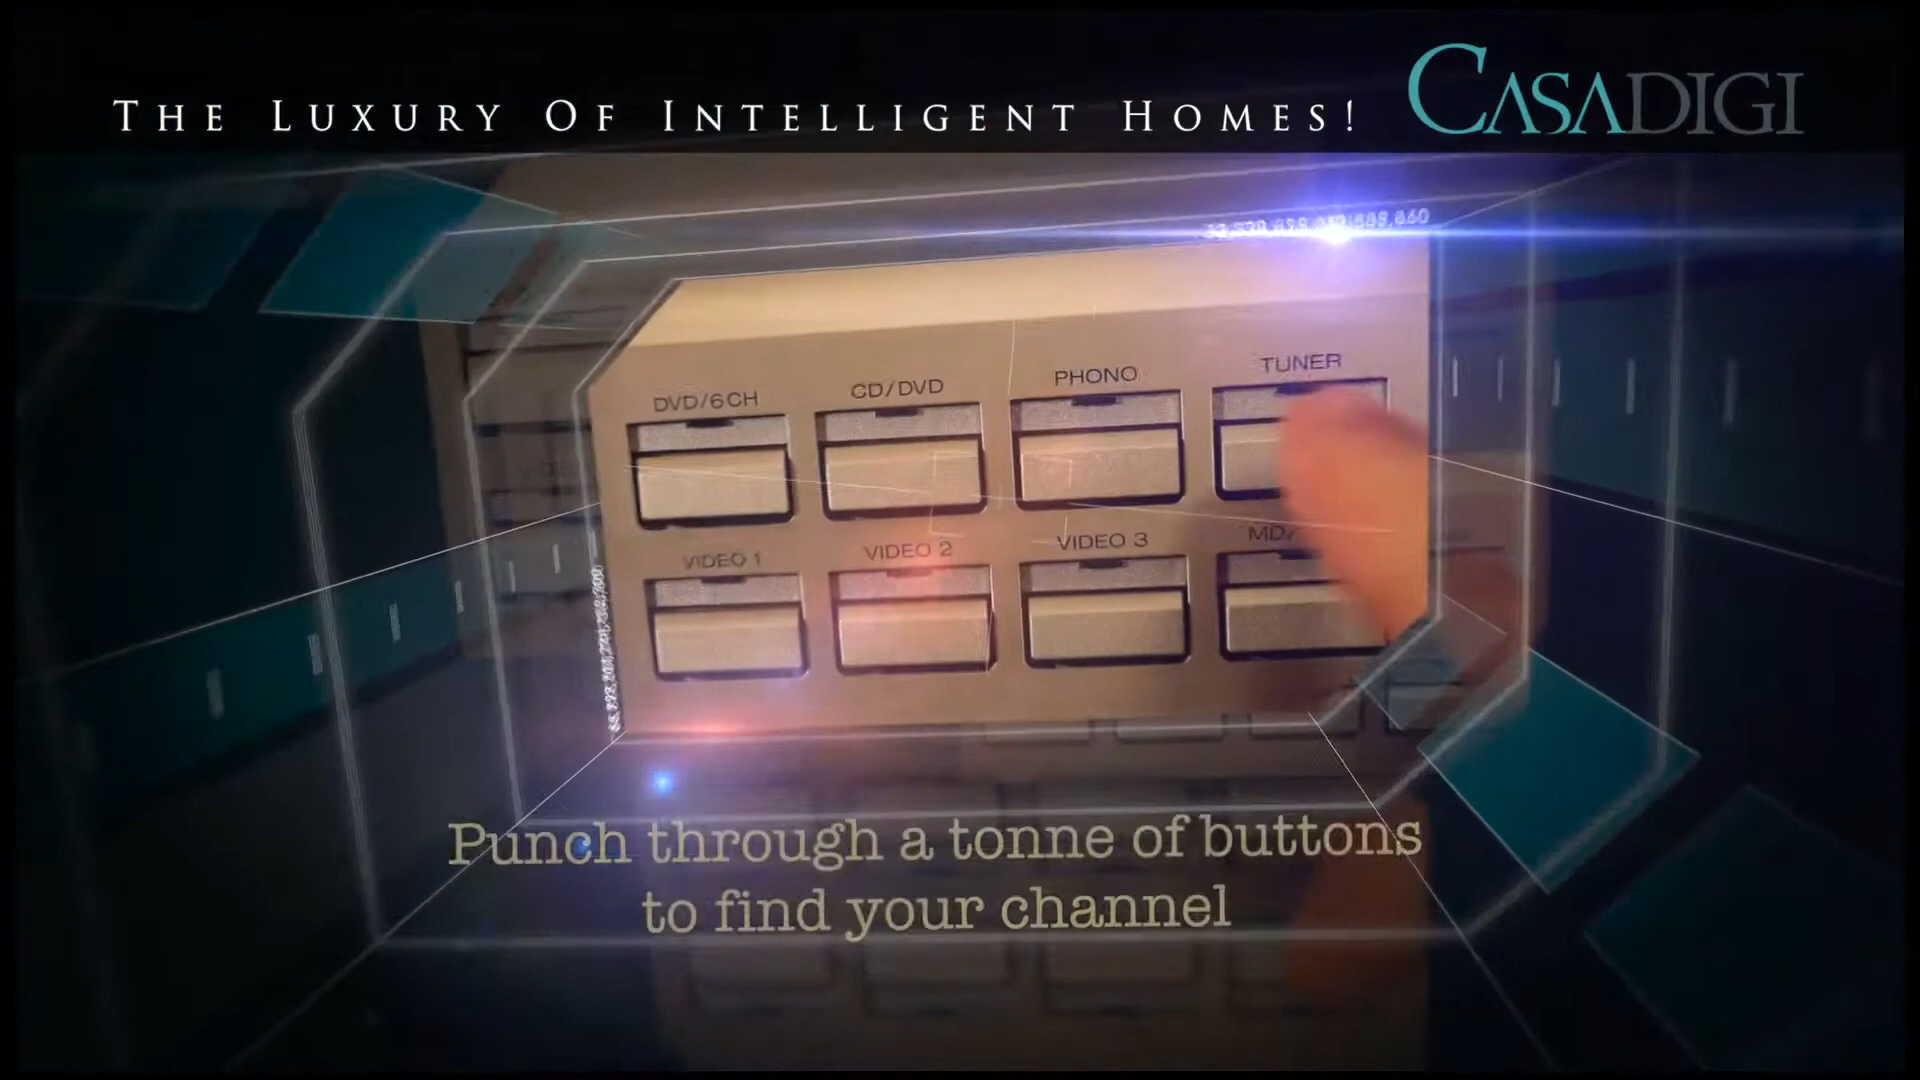 THE LUXURY OF INTELLIGENT HOMES!
CASADIGI
DVD/6CH
CD/DVD
PHONO
TUNER
VIDEO 1
VIDEO 2
VIDEO 3
MD/
Punch through a tonne of buttons
to find your channel